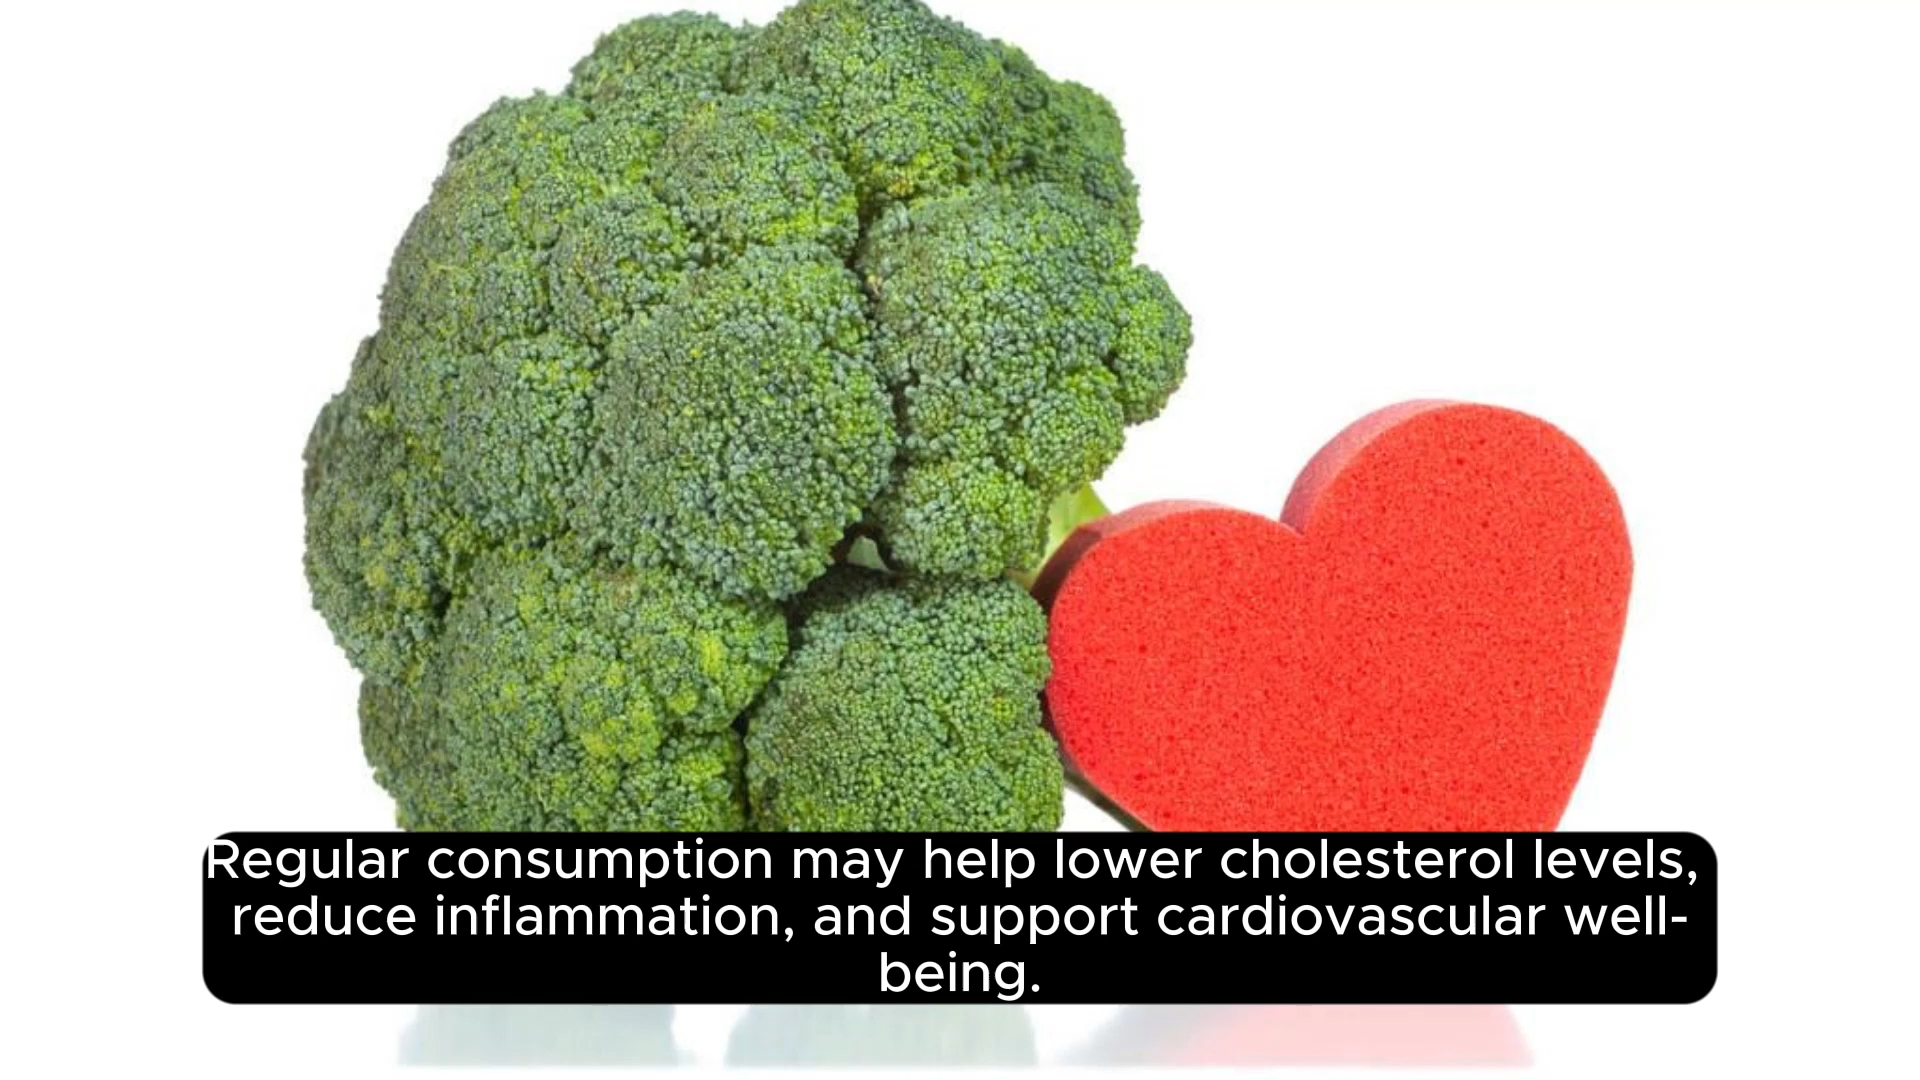 Regular consumption may help lower cholesterol levels,
reduce inflammation, and support cardiovascular well-
being.